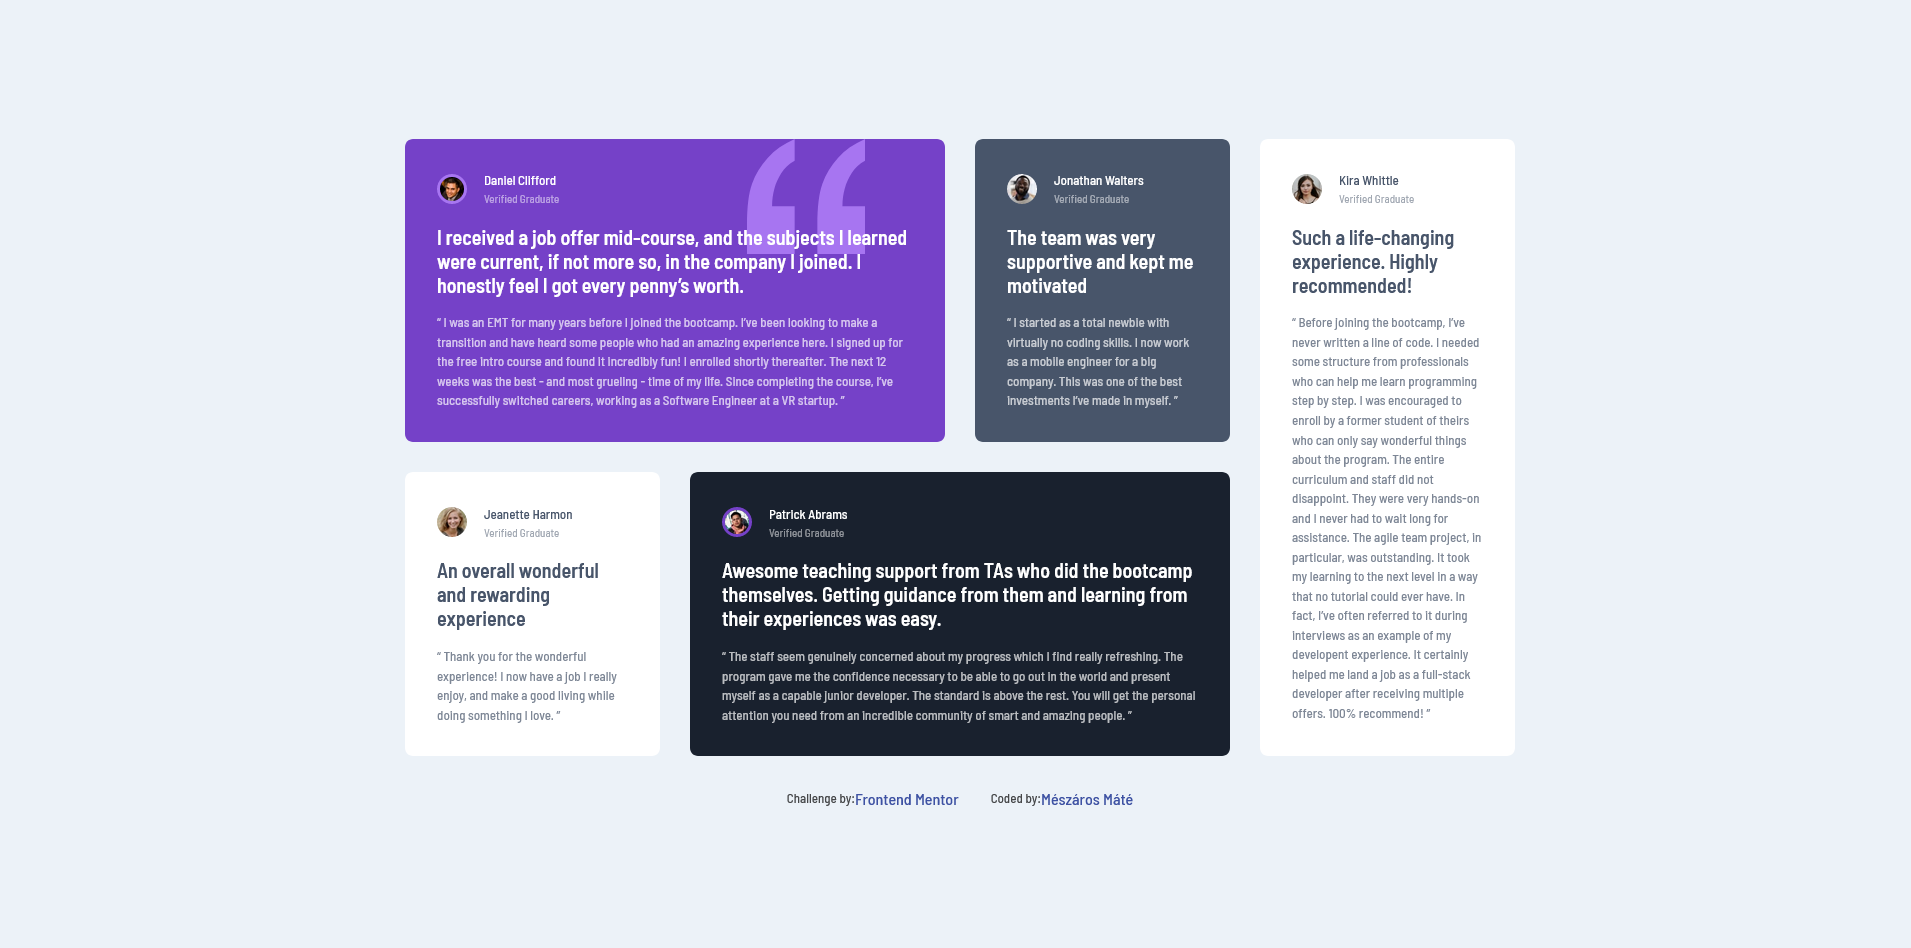 Daniel Clifford
Verified Graduate
I received a job offer mid-course, and the subjects I learned
were current, if not more so, in the company I joined. I
honestly feel I got every penny’s worth.
“ I was an EMT for many years before I joined the bootcamp. I’ve been looking to make a
transition and have heard some people who had an amazing experience here. I signed up for
the free intro course and found it incredibly fun! I enrolled shortly thereafter. The next 12
weeks was the best - and most grueling - time of my life. Since completing the course, I’ve
successfully switched careers, working as a Software Engineer at a VR startup. ”
Jonathan Walters
Verified Graduate
The team was very
supportive and kept me
motivated
“ I started as a total newbie with
virtually no coding skills. I now work
as a mobile engineer for a big
company. This was one of the best
investments I’ve made in myself. ”
Kira Whittle
Verified Graduate
Such a life-changing
experience. Highly
recommended!
“ Before joining the bootcamp, I’ve
never written a line of code. I needed
some structure from professionals
who can help me learn programming
step by step. I was encouraged to
enroll by a former student of theirs
who can only say wonderful things
about the program. The entire
curriculum and staff did not
disappoint. They were very hands-on
and I never had to wait long for
assistance. The agile team project, in
particular, was outstanding. It took
my learning to the next level in a way
that no tutorial could ever have. In
fact, I’ve often referred to it during
interviews as an example of my
developent experience. It certainly
helped me land a job as a full-stack
developer after receiving multiple
offers. 100% recommend! ”
Jeanette Harmon
Verified Graduate
An overall wonderful
and rewarding
experience
“ Thank you for the wonderful
experience! I now have a job I really
enjoy, and make a good living while
doing something I love. ”
Patrick Abrams
Verified Graduate
Awesome teaching support from TAs who did the bootcamp
themselves. Getting guidance from them and learning from
their experiences was easy.
“ The staff seem genuinely concerned about my progress which I find really refreshing. The
program gave me the confidence necessary to be able to go out in the world and present
myself as a capable junior developer. The standard is above the rest. You will get the personal
attention you need from an incredible community of smart and amazing people. ”
Challenge by:Frontend Mentor Coded by:Mészáros Máté